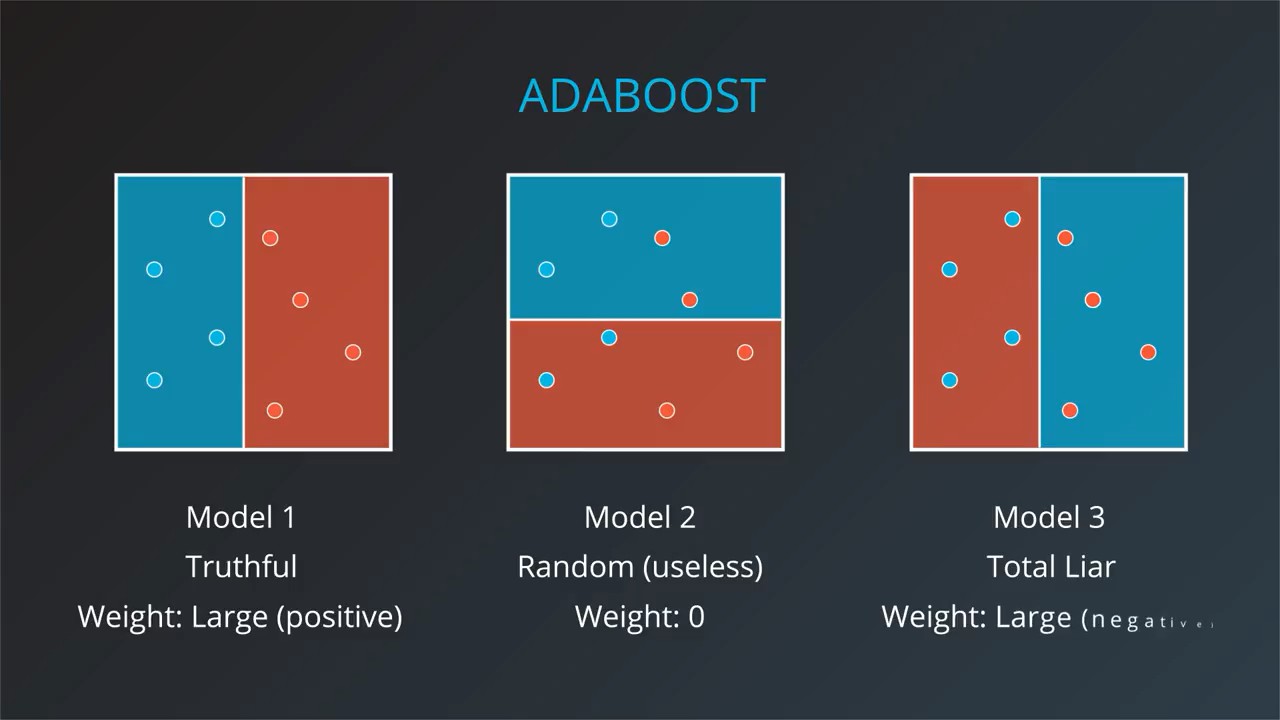 ADABOOST
Model 1
Truthful
Weight: Large (positive)
Model 2
Random (useless)
Weight: 0
Model 3
Total Liar
Weight: Large (negative)